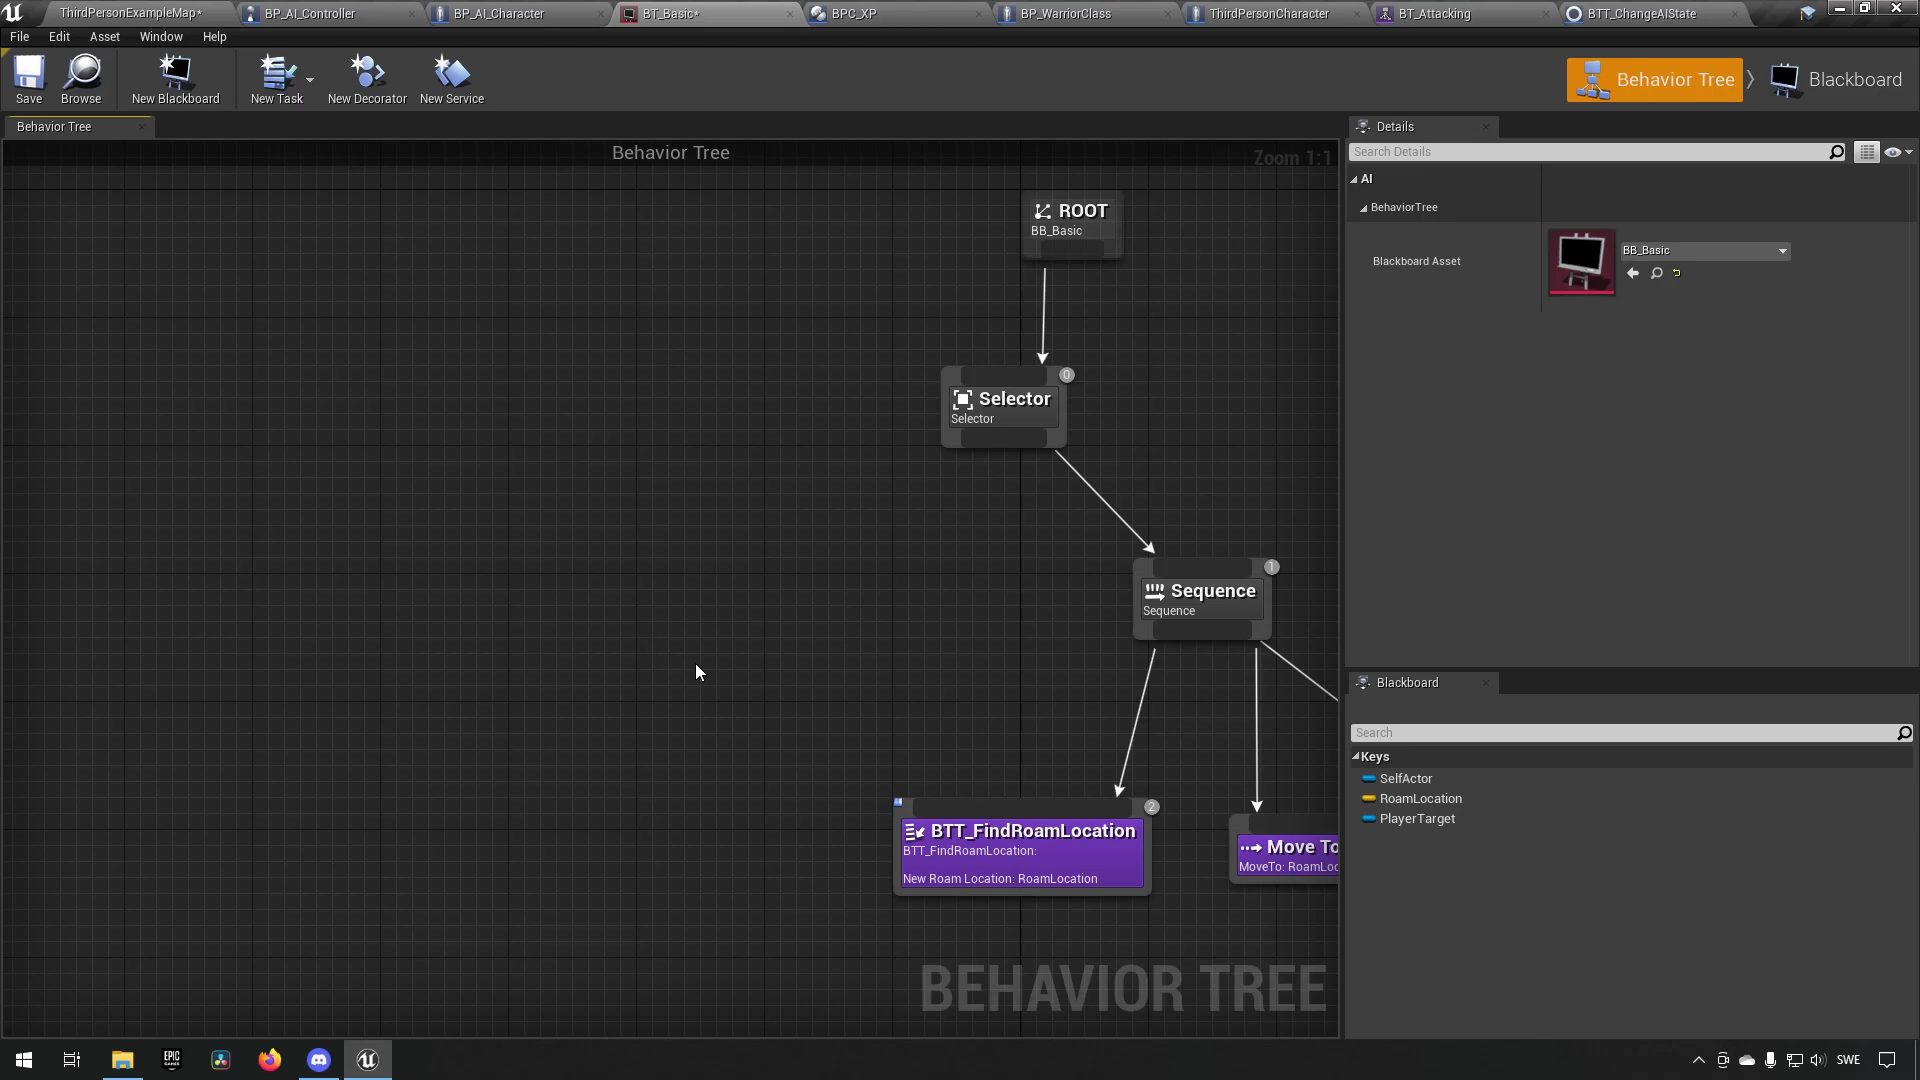 ThirdPersonExampleMap*
BP_AI_Controller
BP_AI_Character
BT_Basic*
BPC_XP
BP_WarriorClass
ThirdPersonCharacter
BT_Attacking
BTT_ChangeAIState
File
Edit
Asset
Window
Help
Save
Browse
New Blackboard
New Task
New Decorator
New Service
Behavior Tree
Blackboard
Behavior Tree
Details
Behavior Tree
Zoom 1:1
Search Details
AI
BehaviorTree
Blackboard Asset
BB_Basic
ROOT
BB_Basic
0
Selector
Selector
1
Sequence
Sequence
2
BTT_FindRoamLocation
BTT_FindRoamLocation:
New Roam Location: RoamLocation
Move To
MoveTo: RoamLoc
BEHAVIOR TREE
Blackboard
Search
Keys
SelfActor
RoamLocation
PlayerTarget
EPIC
GAMES
SWE